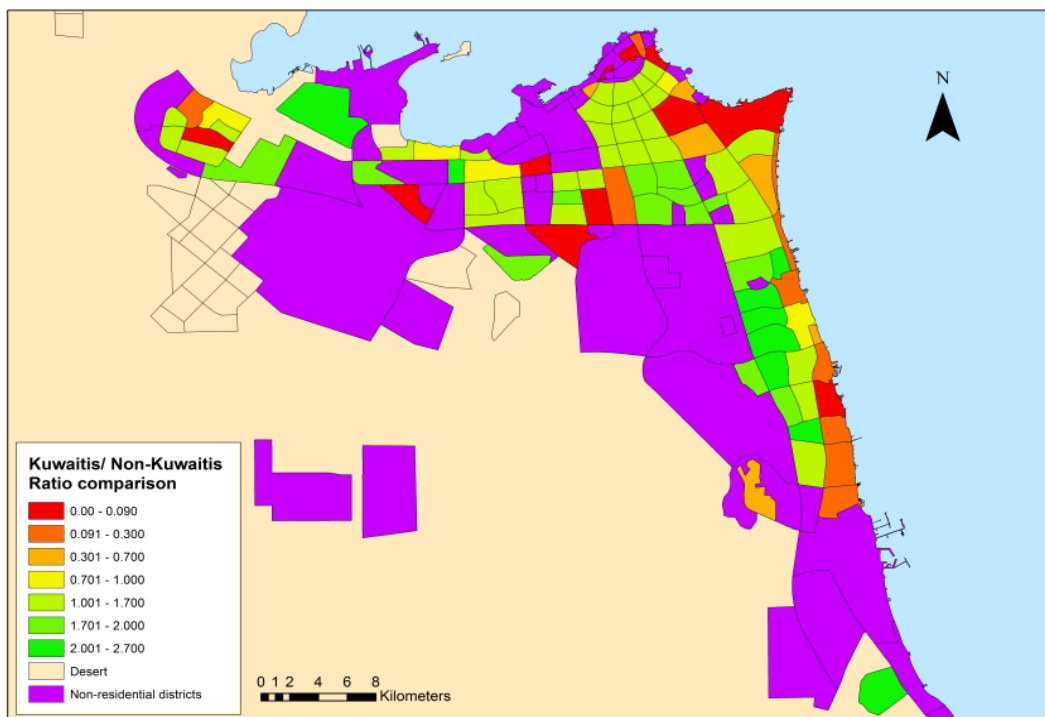 N
Kuwaitis/ Non-Kuwaitis
Ratio comparison
0.00 - 0.090
0.091 - 0.300
0.301 - 0.700
0.701 - 1.000
1.001 - 1.700
1.701 - 2.000
2.001 - 2.700
Desert
Non-residential districts
0 1 2 4 6 8
Kilometers